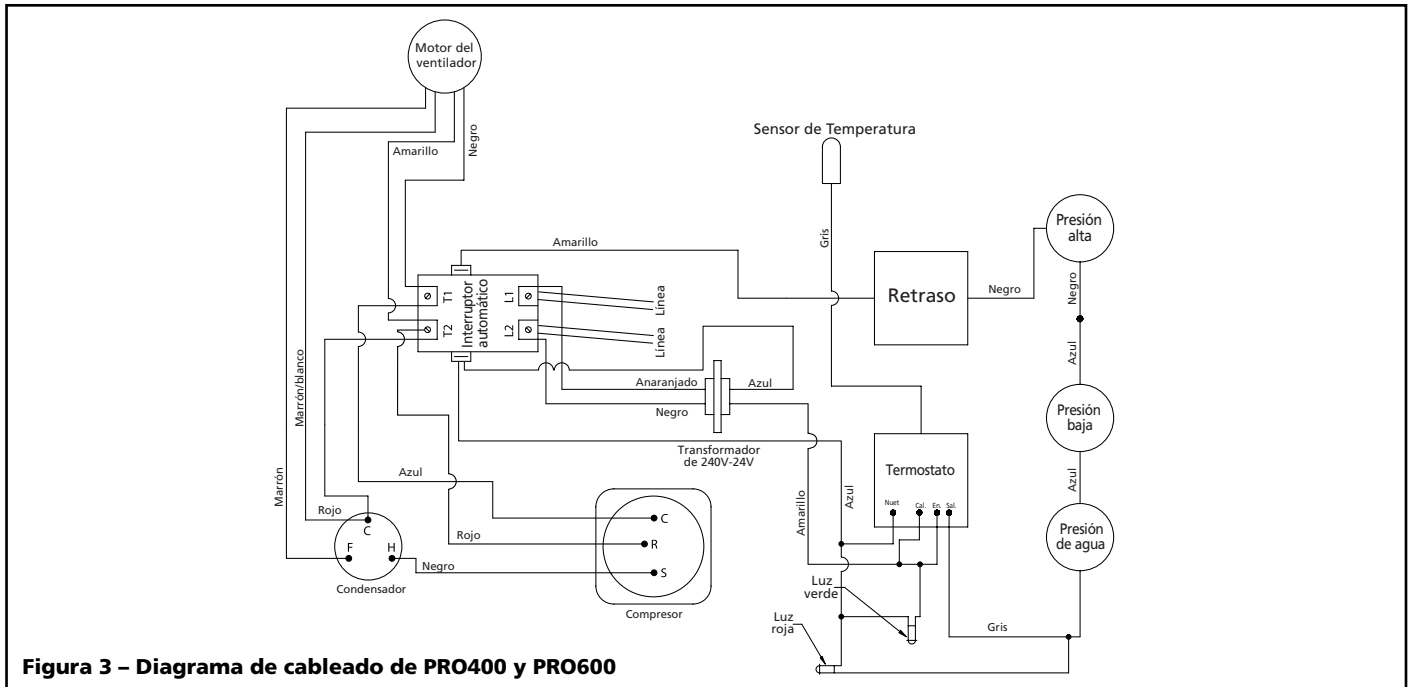 Motor del
ventilador
Amarillo
Negro
Sensor de Temperatura
Gris
Amarillo
Presión
alta
Retraso
Negro
Negro
T1
L1
Interruptor
automático
T2
L2
Línea
Línea
Azul
Marrón/blanco
Anaranjado
Azul
Negro
Presión
baja
Transformador
de 240V-24V
Termostato
Azul
Nuet
Cal.
En.
Sal.
Marrón
Azul
Amarillo
Azul
Presión
de agua
Rojo
C
F
H
Condensador
Rojo
Negro
C
R
S
Compresor
Luz
verde
Luz
roja
Gris
Figura 3 – Diagrama de cableado de PRO400 y PRO600